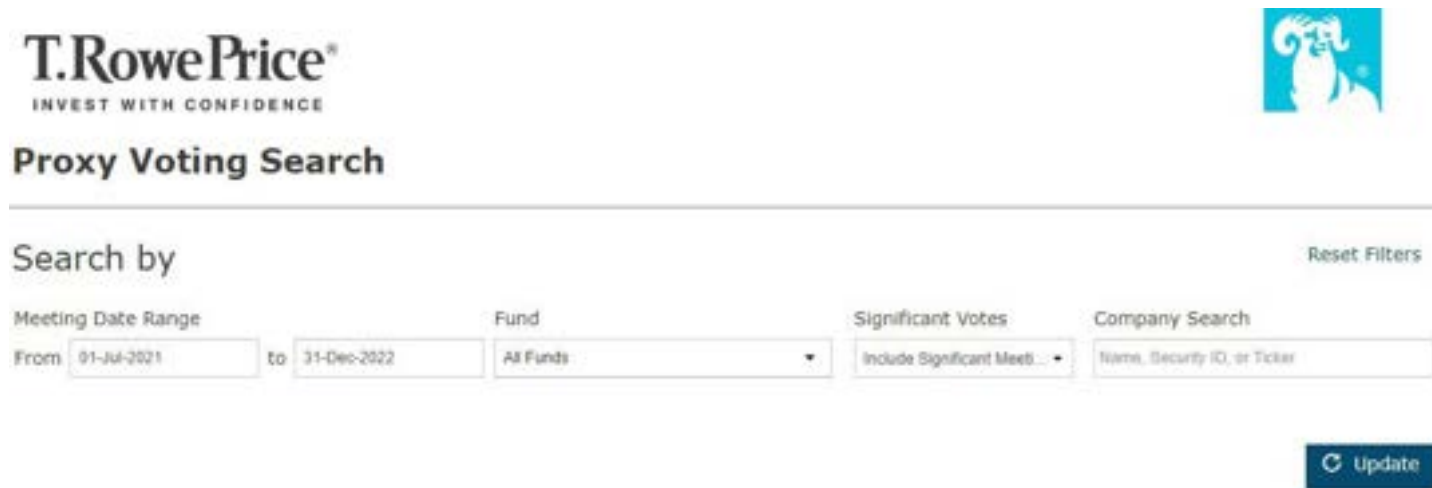 T.RowePrice®
INVEST WITH CONFIDENCE
Proxy Voting Search
Search by
Reset Filters
Meeting Date Range
Fund
Significant Votes
Company Search
From 01-Jul-2021 to 31-Dec-2022
All Funds
Include Significant Meeti...
Name, Security ID, or Ticker
Update